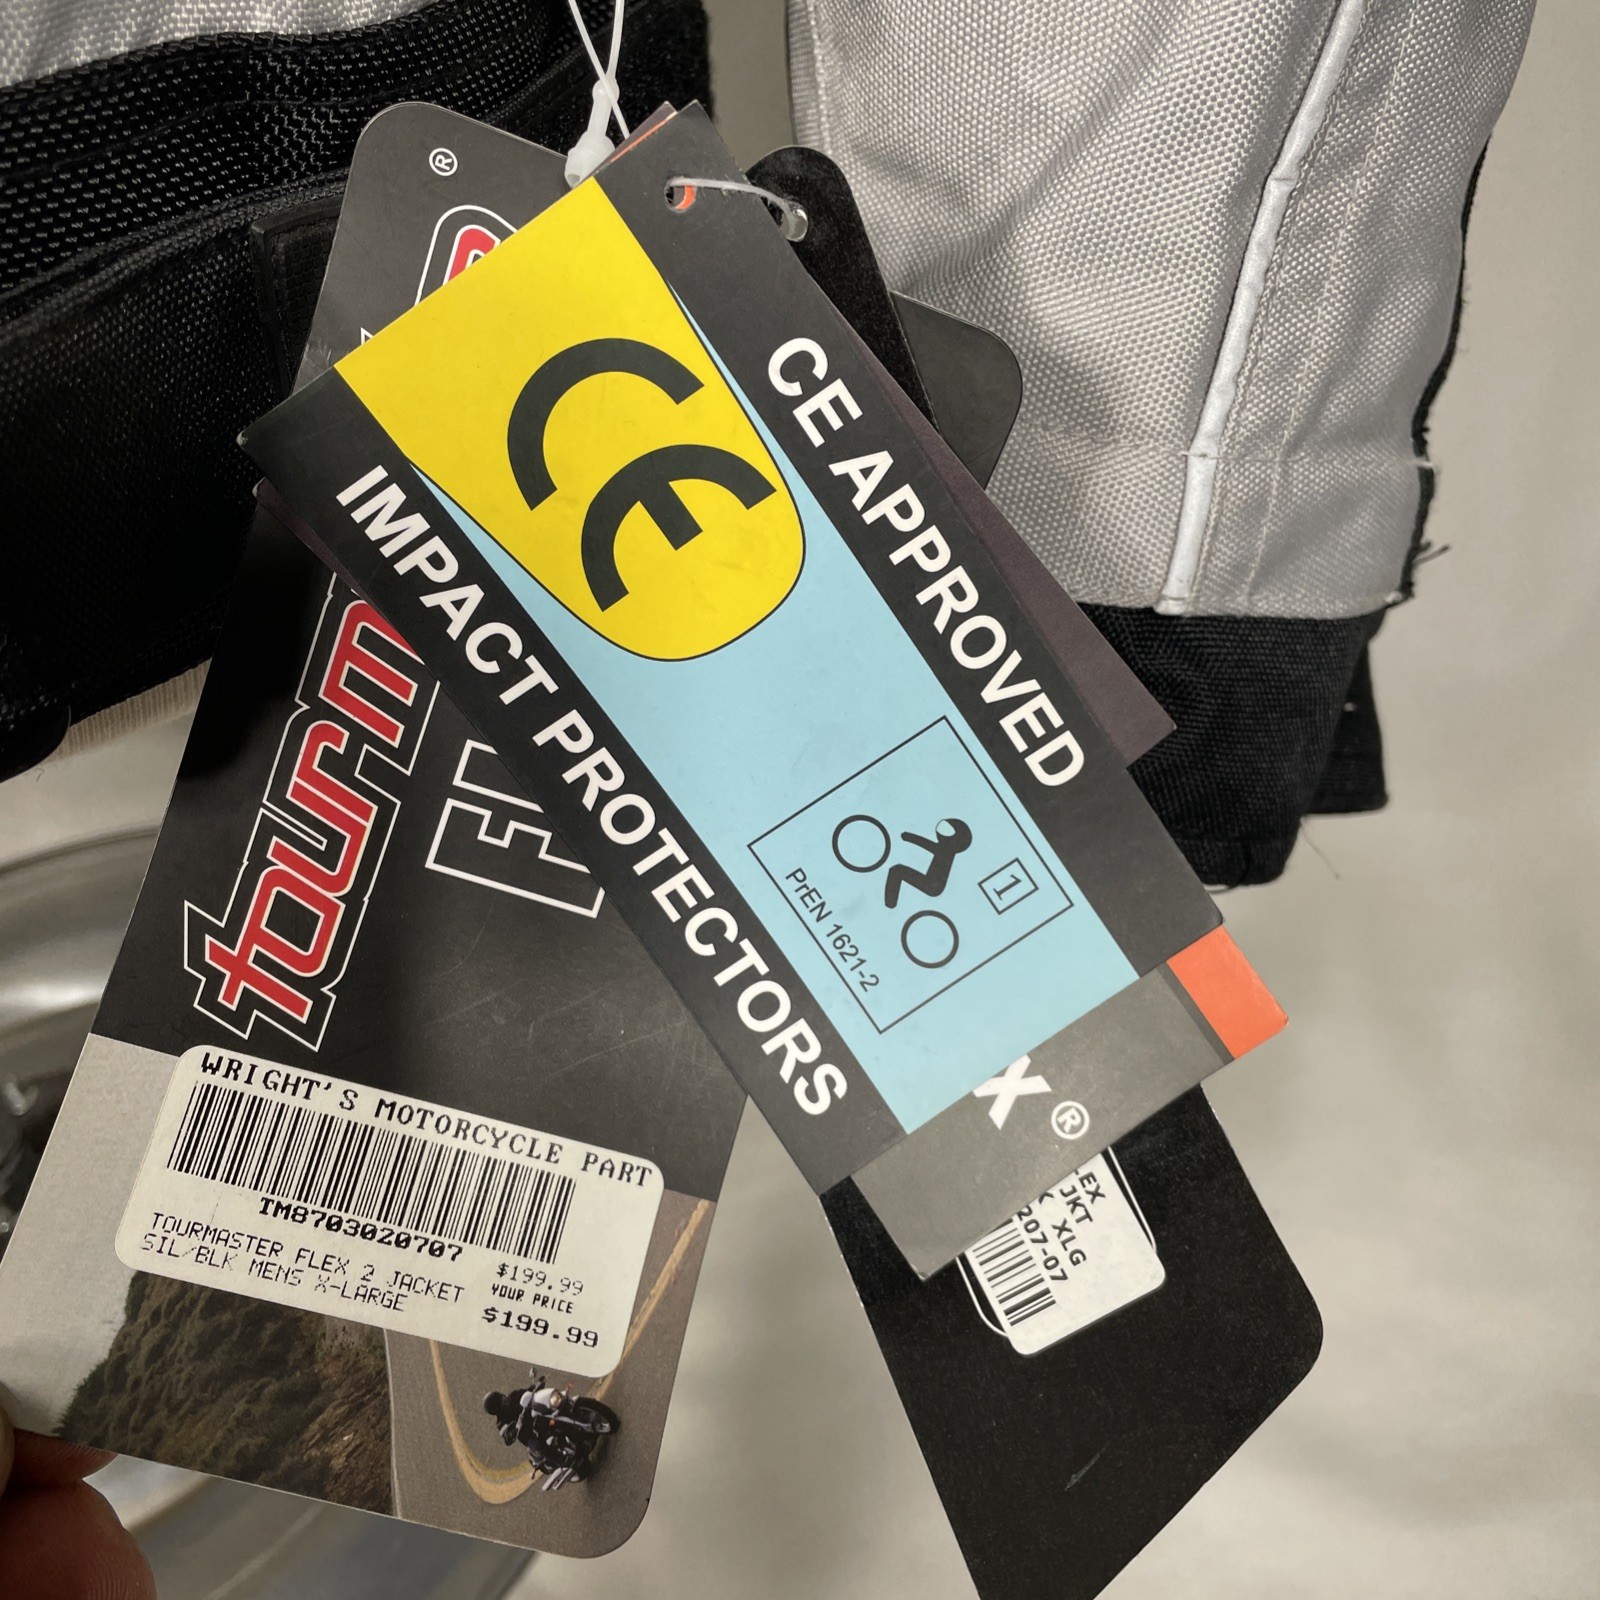 ®
CE
CE APPROVED
IMPACT PROTECTORS
1
PrEN 1621-2
tourm
WRIGHT'S MOTORCYCLE PART
TM8703020707
TOURMASTER FLEX 2 JACKET
SIL/BLK MENS X-LARGE
$199.99
YOUR PRICE
$199.99
X®
JKT
XLG
207-07